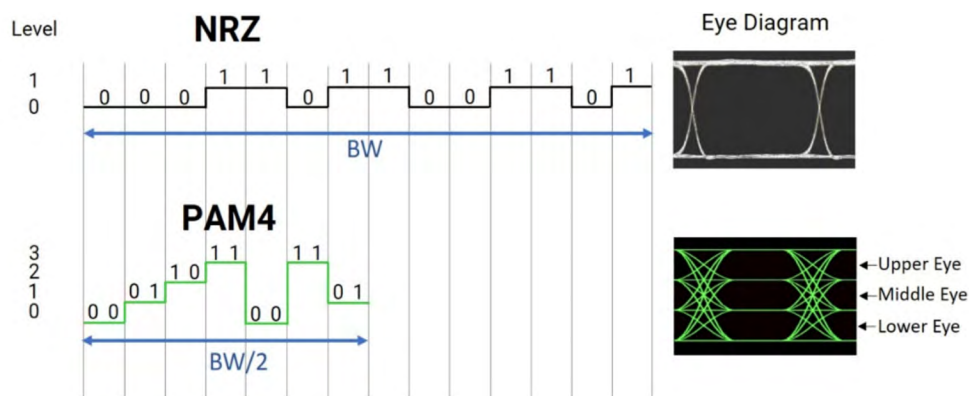 Level
NRZ
Eye Diagram
1
0
0 0 0 1 1 0 1 1 0 0 1 1 0 1
BW
PAM4
3
2
1
0
0 0 0 1 1 0 1 1 0 0 1 1 0 1
BW/2
Upper Eye
Middle Eye
Lower Eye